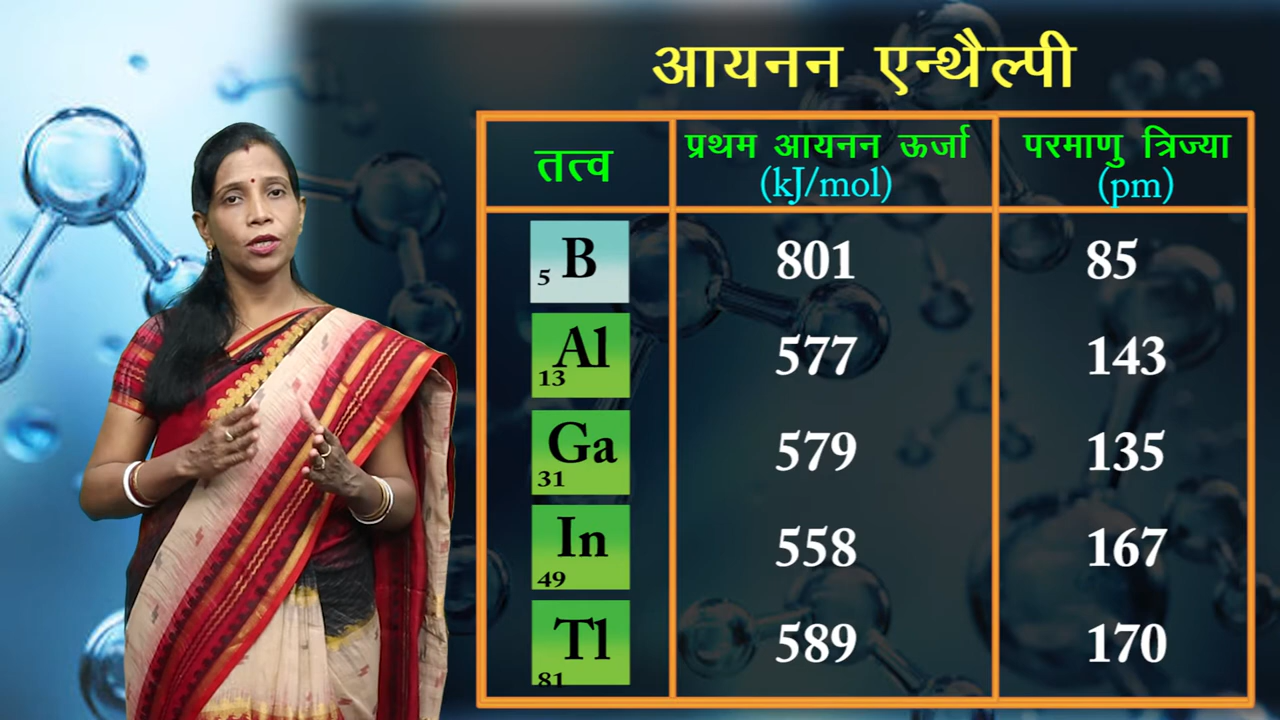 आयनन एन्थैल्पी
तत्व प्रथम आयनन ऊर्जा (kJ/mol) परमाणु त्रिज्या (pm)
5 B 801 85
13 Al 577 143
31 Ga 579 135
49 In 558 167
81 Tl 589 170